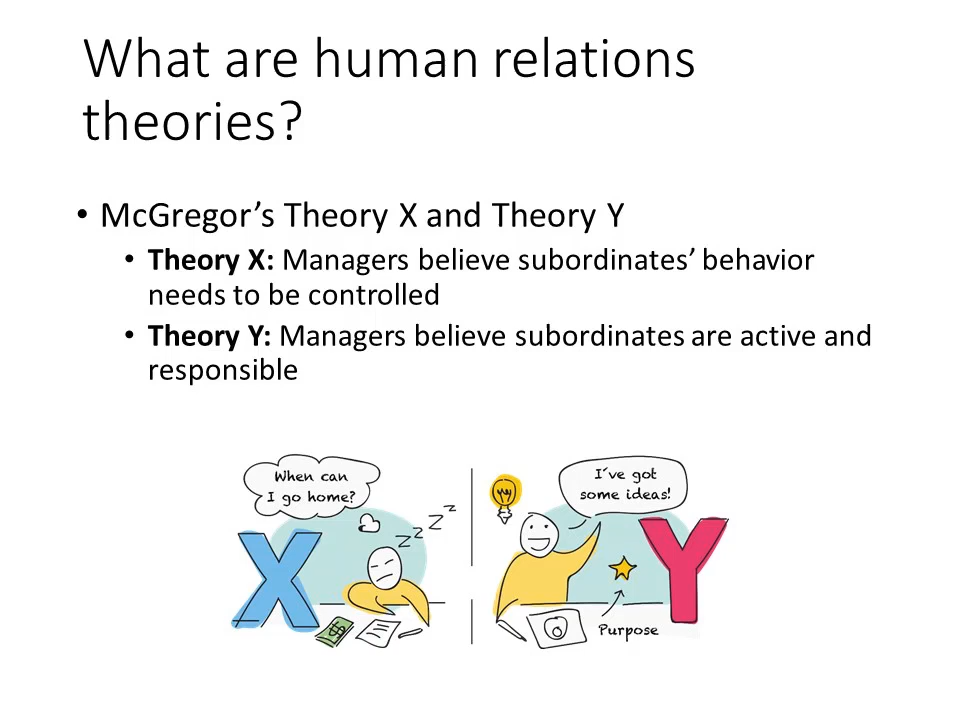 What are human relations
theories?
• McGregor’s Theory X and Theory Y
• Theory X: Managers believe subordinates’ behavior
needs to be controlled
• Theory Y: Managers believe subordinates are active and
responsible
When can
I go home?
z z z
X
$
I´ve got
some ideas!
Y
Purpose